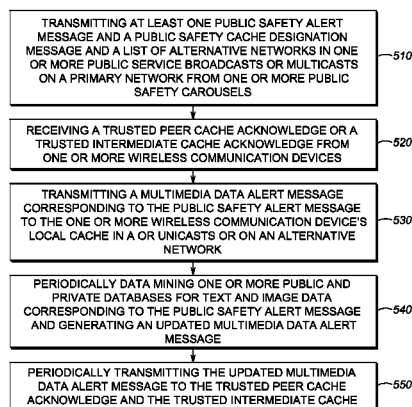 TRANSMITTING AT LEAST ONE PUBLIC SAFETY ALERT
MESSAGE AND A PUBLIC SAFETY CACHE DESIGNATION
MESSAGE AND A LIST OF ALTERNATIVE NETWORKS IN ONE
OR MORE PUBLIC SERVICE BROADCASTS OR MULTICASTS
ON A PRIMARY NETWORK FROM ONE OR MORE PUBLIC
SAFETY CAROUSELS
510
RECEIVING A TRUSTED PEER CACHE ACKNOWLEDGE OR A
TRUSTED INTERMEDIATE CACHE ACKNOWLEDGE FROM
ONE OR MORE WIRELESS COMMUNICATION DEVICES
520
TRANSMITTING A MULTIMEDIA DATA ALERT MESSAGE
CORRESPONDING TO THE PUBLIC SAFETY ALERT MESSAGE
TO THE ONE OR MORE WIRELESS COMMUNICATION DEVICE'S
LOCAL CACHE IN A OR UNICASTS OR ON AN ALTERNATIVE
NETWORK
530
PERIODICALLY DATA MINING ONE OR MORE PUBLIC AND
PRIVATE DATABASES FOR TEXT AND IMAGE DATA
CORRESPONDING TO THE PUBLIC SAFETY ALERT MESSAGE
AND GENERATING AN UPDATED MULTIMEDIA DATA ALERT
MESSAGE
540
PERIODICALLY TRANSMITTING THE UPDATED MULTIMEDIA
DATA ALERT MESSAGE TO THE TRUSTED PEER CACHE
ACKNOWLEDGE AND THE TRUSTED INTERMEDIATE CACHE
550